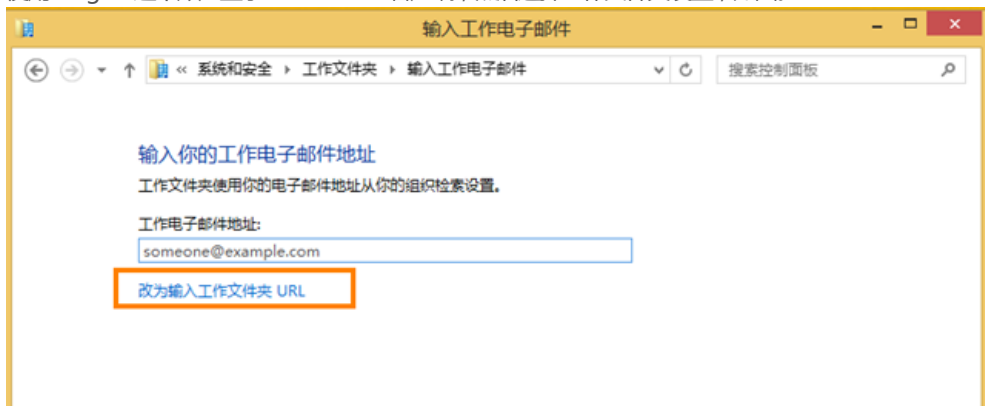 输入工作电子邮件
« 系统和安全 › 工作文件夹 › 输入工作电子邮件
搜索控制面板
输入你的工作电子邮件地址
工作文件夹使用你的电子邮件地址从你的组织检索设置。
工作电子邮件地址:
someone@example.com
改为输入工作文件夹 URL